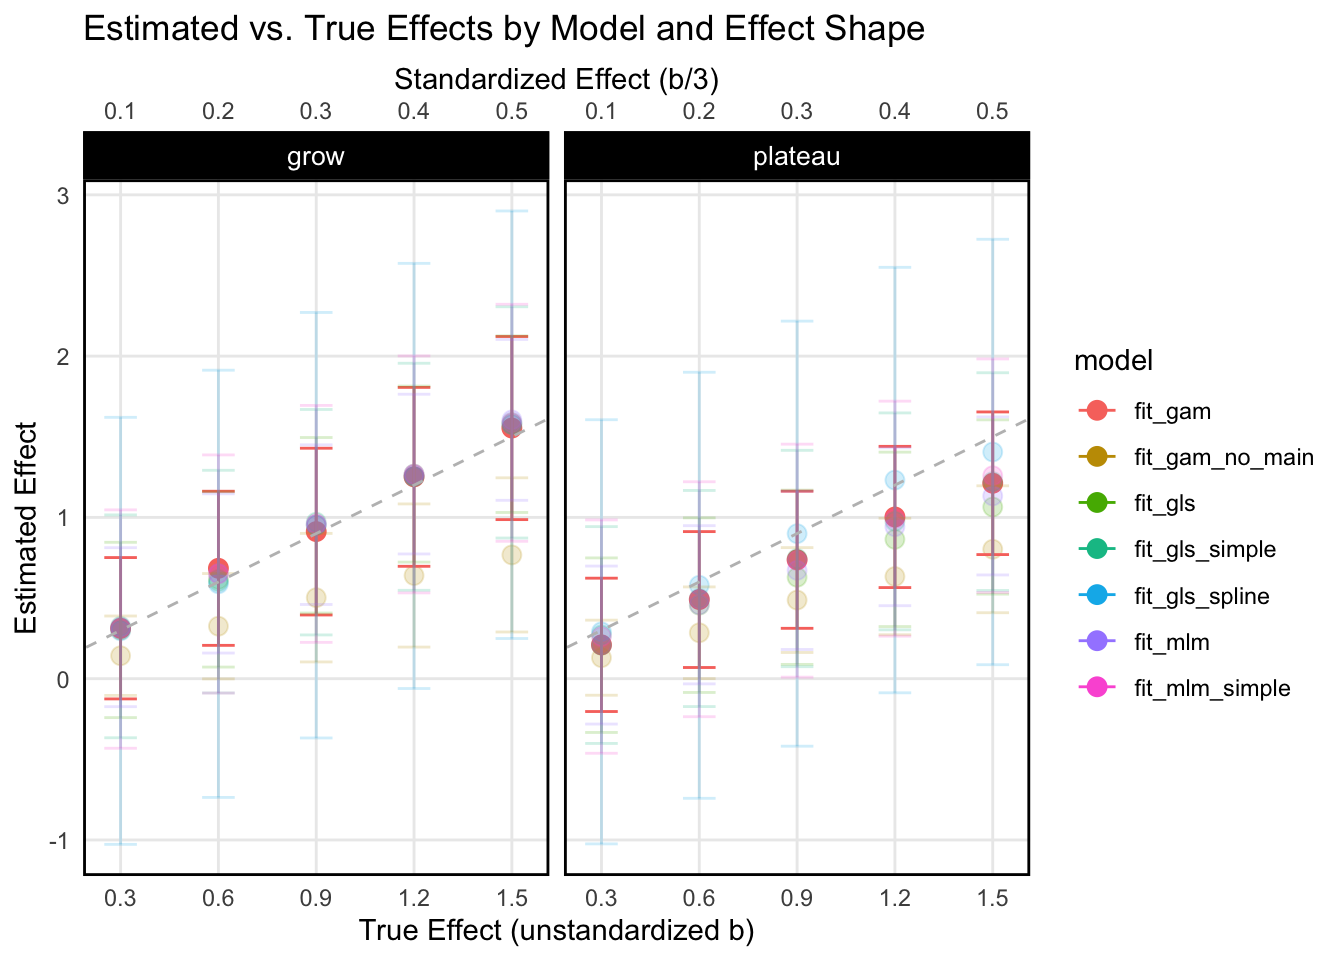 Estimated vs. True Effects by Model and Effect Shape
Standardized Effect (b/3)
0.1 0.2 0.3 0.4 0.5 0.1 0.2 0.3 0.4 0.5
grow plateau
3
2
1
0
-1
Estimated Effect
0.3 0.6 0.9 1.2 1.5 0.3 0.6 0.9 1.2 1.5
True Effect (unstandardized b)
model
fit_gam
fit_gam_no_main
fit_gls
fit_gls_simple
fit_gls_spline
fit_mlm
fit_mlm_simple